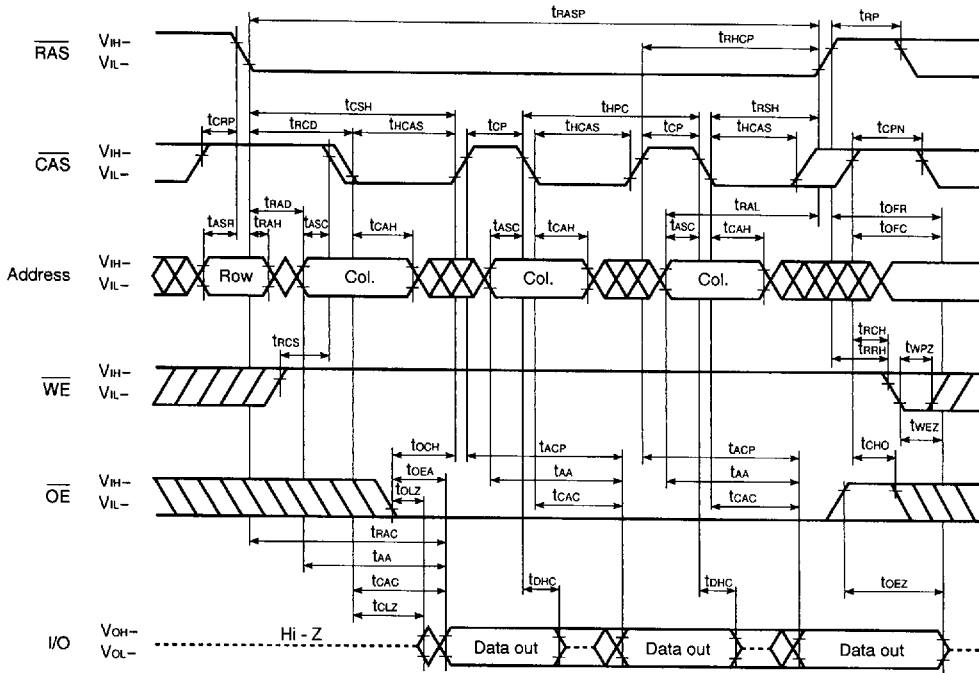 tRASP tRP
tRHCP
RAS VIH– VIL–
tCSH tHPC tRSH
tCRP tRCD tHCAS tCP tHCAS tCP tHCAS tCPN
CAS VIH– VIL–
tRAD tRAL tOFR
tASR tRAH tASC tCAH tASC tCAH tASC tCAH tOFC
Address VIH– VIL– Row Col. Col. Col.
tRCS tRCH tWPZ
tRRH
WE VIH– VIL–
tWEZ
tOCH tACP tACP tCHO
tOEA tAA tAA
OE VIH– VIL– tOLZ tCAC tCAC
tRAC
tAA
tCAC tDHC tDHC tOEZ
tCLZ
I/O VOH– VOL– Hi - Z Data out Data out Data out